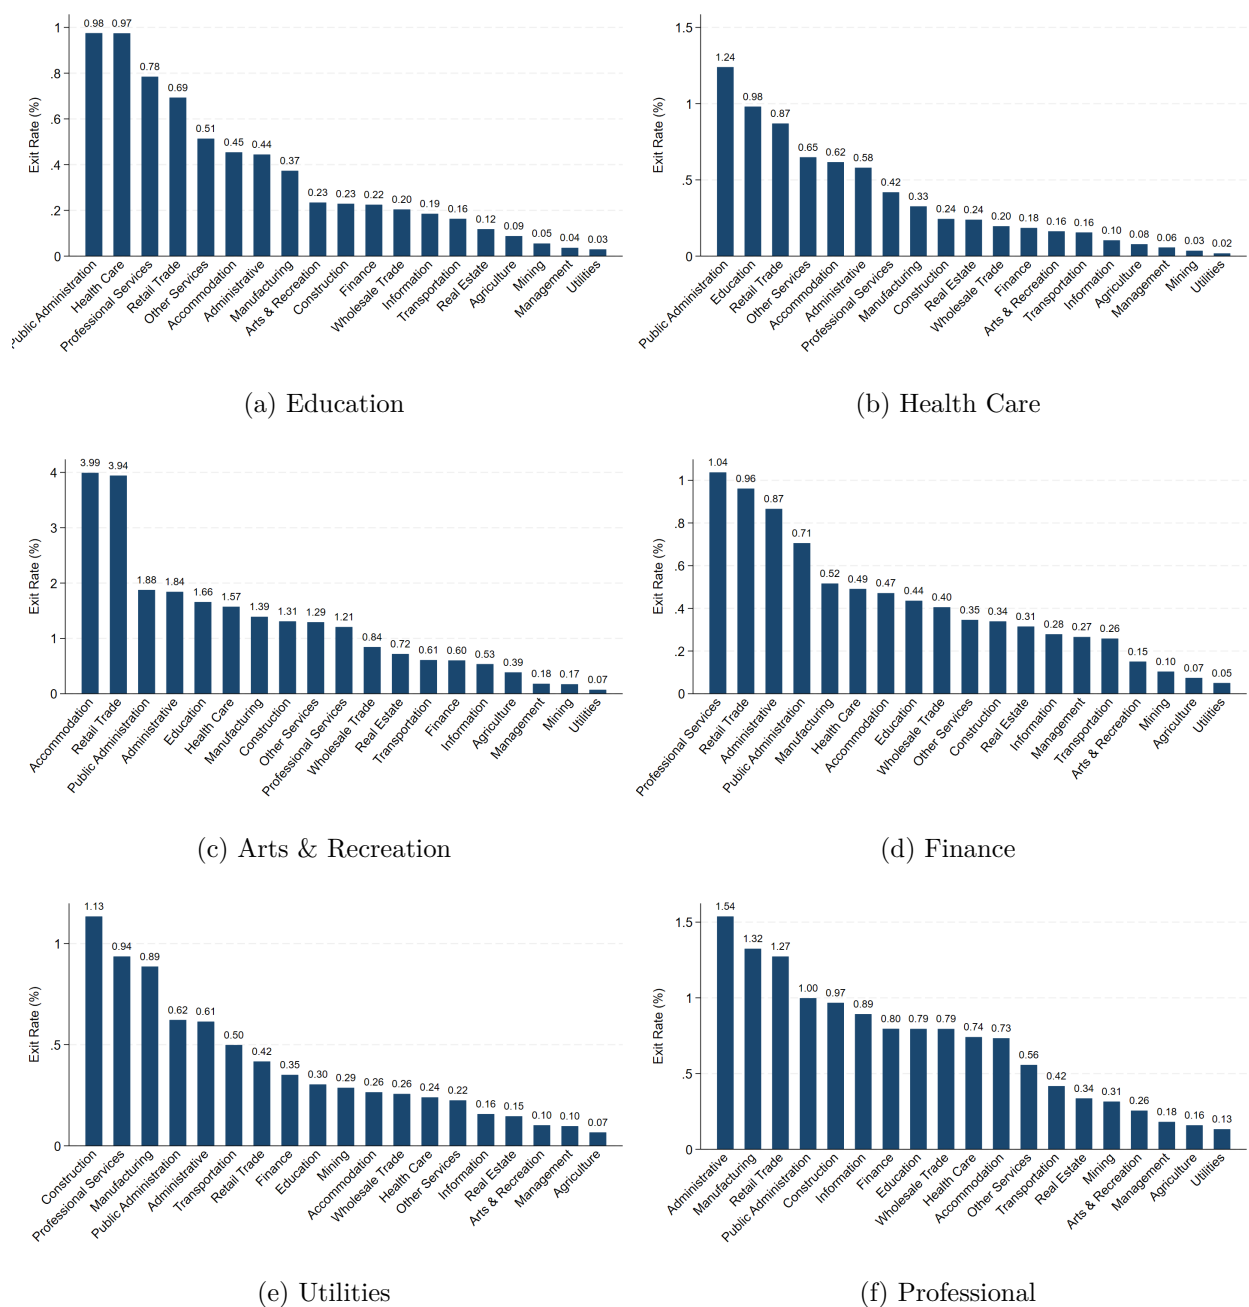 Exit Rate (%)
1
.8
.6
.4
.2
0
0.98 0.97 0.78 0.69 0.51 0.45 0.44 0.37 0.23 0.23 0.22 0.20 0.19 0.16 0.12 0.09 0.05 0.04 0.03
Public Administration
Health Care
Professional Services
Retail Trade
Other Services
Accommodation
Administrative
Manufacturing
Arts & Recreation
Construction
Finance
Wholesale Trade
Information
Transportation
Real Estate
Agriculture
Mining
Management
Utilities
(a) Education
Exit Rate (%)
1.5
1
.5
0
1.24 0.98 0.87 0.65 0.62 0.58 0.42 0.33 0.24 0.24 0.20 0.18 0.16 0.16 0.10 0.08 0.06 0.03 0.02
Public Administration
Education
Retail Trade
Other Services
Accommodation
Administrative
Professional Services
Manufacturing
Construction
Real Estate
Wholesale Trade
Finance
Arts & Recreation
Transportation
Information
Agriculture
Management
Mining
Utilities
(b) Health Care
Exit Rate (%)
4
3
2
1
0
3.99 3.94 1.88 1.84 1.66 1.57 1.39 1.31 1.29 1.21 0.84 0.72 0.61 0.60 0.53 0.39 0.18 0.17 0.07
Accommodation
Retail Trade
Public Administration
Administrative
Education
Health Care
Manufacturing
Construction
Other Services
Professional Services
Wholesale Trade
Real Estate
Transportation
Finance
Information
Agriculture
Management
Mining
Utilities
(c) Arts & Recreation
Exit Rate (%)
1
.8
.6
.4
.2
0
1.04 0.96 0.87 0.71 0.52 0.49 0.47 0.44 0.40 0.35 0.34 0.31 0.28 0.27 0.26 0.15 0.10 0.07 0.05
Professional Services
Retail Trade
Administrative
Public Administration
Manufacturing
Health Care
Accommodation
Education
Wholesale Trade
Other Services
Construction
Real Estate
Information
Management
Transportation
Arts & Recreation
Mining
Agriculture
Utilities
(d) Finance
Exit Rate (%)
1
.5
0
1.13 0.94 0.89 0.62 0.61 0.50 0.42 0.35 0.30 0.29 0.26 0.26 0.24 0.22 0.16 0.15 0.10 0.10 0.07
Construction
Professional Services
Manufacturing
Public Administration
Administrative
Transportation
Retail Trade
Finance
Education
Mining
Accommodation
Wholesale Trade
Health Care
Other Services
Information
Real Estate
Arts & Recreation
Management
Agriculture
(e) Utilities
Exit Rate (%)
1.5
1
.5
0
1.54 1.32 1.27 1.00 0.97 0.89 0.80 0.79 0.79 0.74 0.73 0.56 0.42 0.34 0.31 0.26 0.18 0.16 0.13
Administrative
Manufacturing
Retail Trade
Public Administration
Construction
Information
Finance
Education
Wholesale Trade
Health Care
Accommodation
Other Services
Transportation
Real Estate
Mining
Arts & Recreation
Management
Agriculture
Utilities
(f) Professional